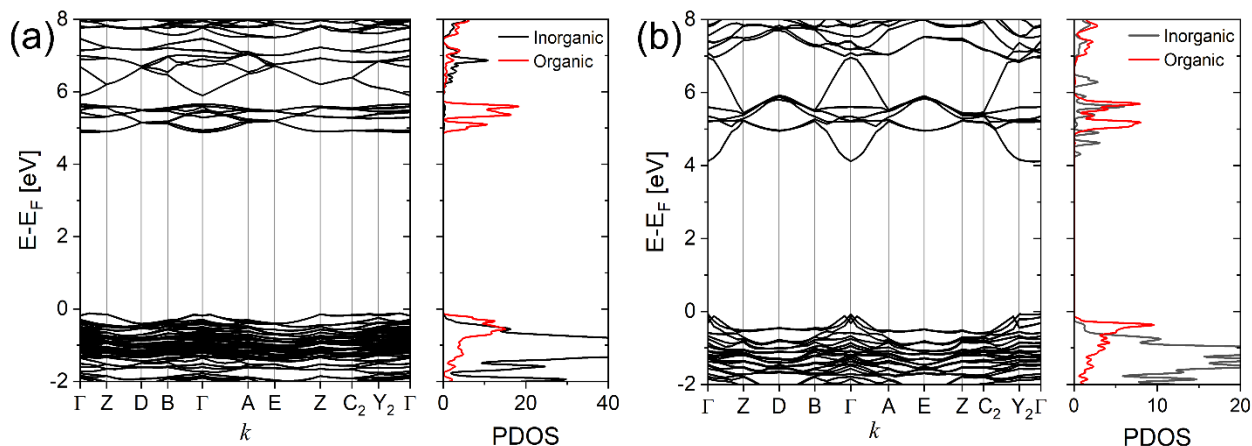 (a)
E-E_F [eV]
8
6
4
2
0
-2
Γ Z D B Γ A E Z C₂ Y₂ Γ
k
Inorganic
Organic
0 20 40
PDOS
(b)
E-E_F [eV]
8
6
4
2
0
-2
Γ Z D B Γ A E Z C₂ Y₂ Γ
k
Inorganic
Organic
0 10 20
PDOS